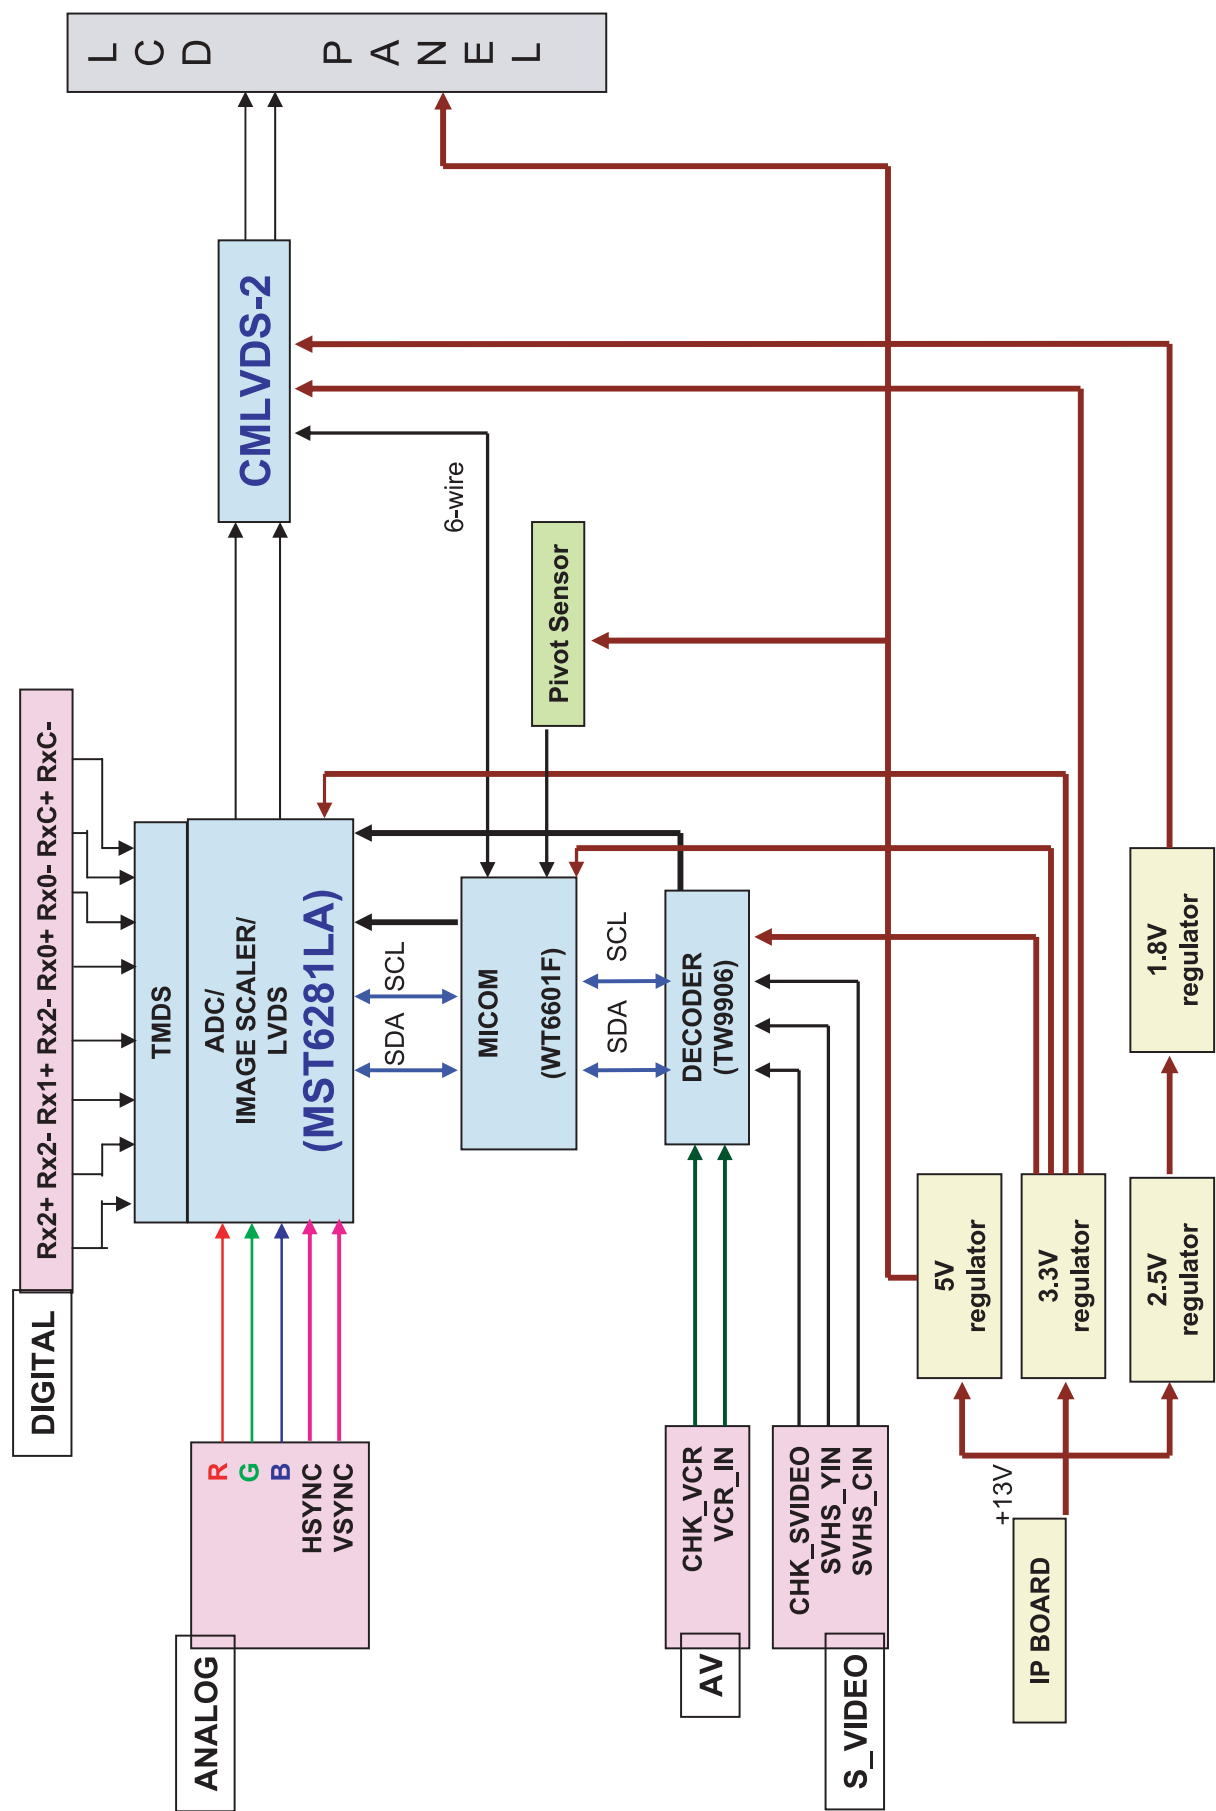 LCD PANEL
CMLVDS-2
6-wire
Pivot Sensor
DIGITAL
Rx2+ Rx2- Rx1+ Rx2- Rx0+ Rx0- RxC+ RxC-
TMDS
ADC/
IMAGE SCALER/
LVDS
(MST6281LA)
SDA
SCL
MICOM
(WT6601F)
SDA
SCL
DECODER
(TW9906)
ANALOG
R
G
B
HSYNC
VSYNC
AV
CHK_VCR
VCR_IN
S_VIDEO
CHK_SVIDEO
SVHS_YIN
SVHS_CIN
IP BOARD
+13V
5V
regulator
3.3V
regulator
2.5V
regulator
1.8V
regulator